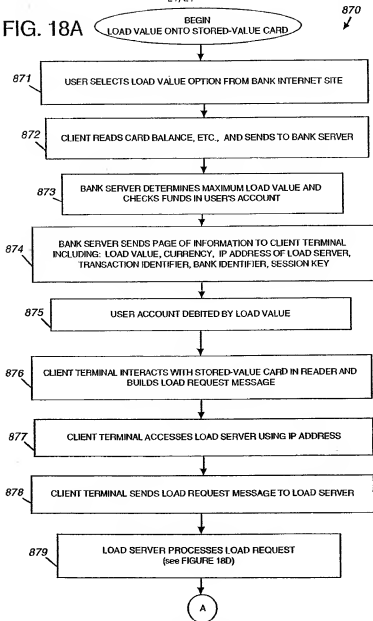 FIG. 18A
870
BEGIN
LOAD VALUE ONTO STORED-VALUE CARD
871
USER SELECTS LOAD VALUE OPTION FROM BANK INTERNET SITE
872
CLIENT READS CARD BALANCE, ETC., AND SENDS TO BANK SERVER
873
BANK SERVER DETERMINES MAXIMUM LOAD VALUE AND
CHECKS FUNDS IN USER'S ACCOUNT
874
BANK SERVER SENDS PAGE OF INFORMATION TO CLIENT TERMINAL
INCLUDING: LOAD VALUE, CURRENCY, IP ADDRESS OF LOAD SERVER,
TRANSACTION IDENTIFIER, BANK IDENTIFIER, SESSION KEY
875
USER ACCOUNT DEBITED BY LOAD VALUE
876
CLIENT TERMINAL INTERACTS WITH STORED-VALUE CARD IN READER AND
BUILDS LOAD REQUEST MESSAGE
877
CLIENT TERMINAL ACCESSES LOAD SERVER USING IP ADDRESS
878
CLIENT TERMINAL SENDS LOAD REQUEST MESSAGE TO LOAD SERVER
879
LOAD SERVER PROCESSES LOAD REQUEST
(see FIGURE 18D)
A